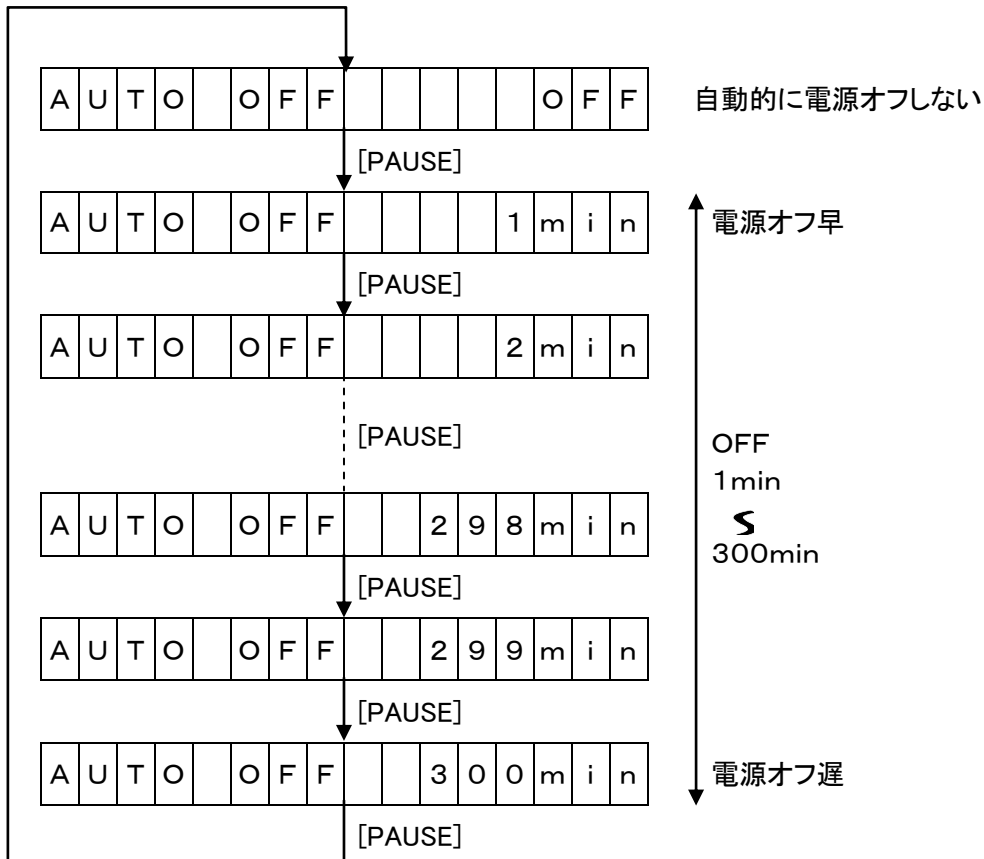 AUTO OFF    OFF 自動的に電源オフしない
[PAUSE]
AUTO OFF    1min 電源オフ早
[PAUSE]
AUTO OFF    2min
[PAUSE]
OFF
1min
〜
300min
AUTO OFF  298min
[PAUSE]
AUTO OFF  299min
[PAUSE]
AUTO OFF  300min 電源オフ遅
[PAUSE]